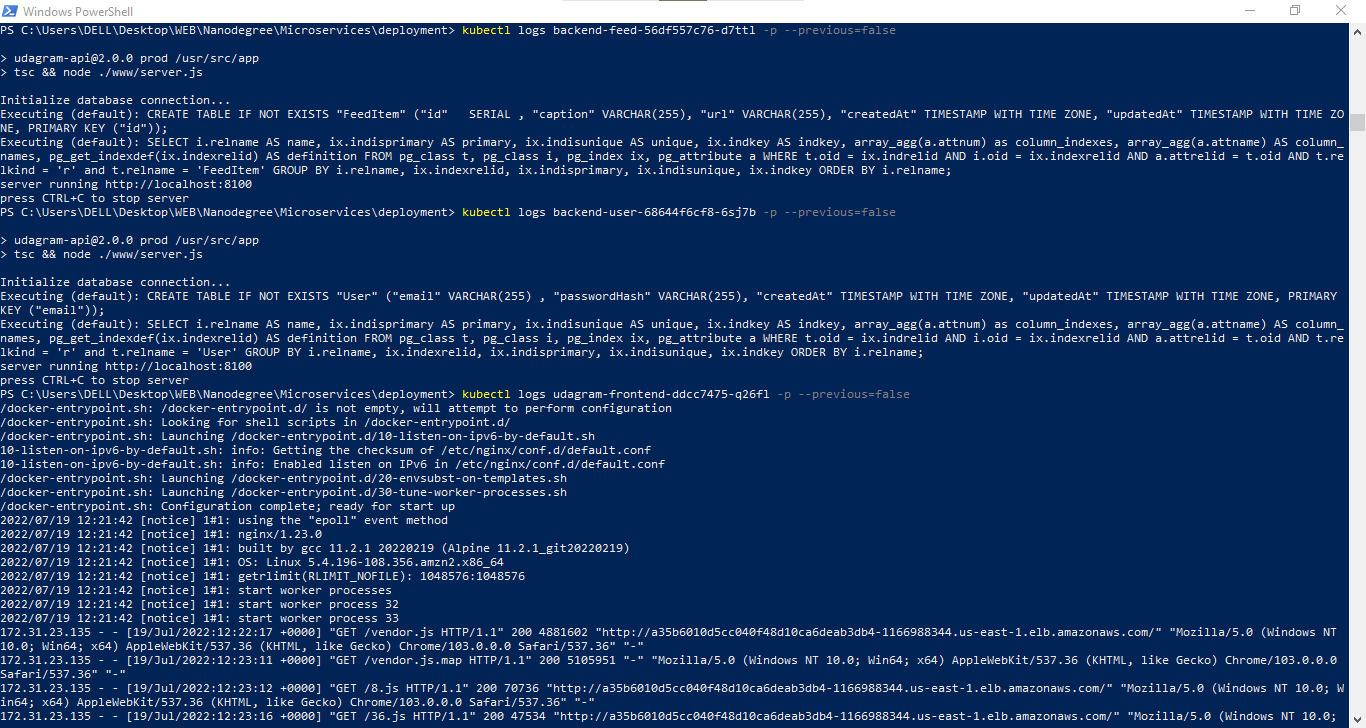 Windows PowerShell
PS C:\Users\DELL\Desktop\WEB\Nanodegree\Microservices\deployment> kubectl logs backend-feed-56df557c76-d7ttl -p --previous=false
> udagram-api@2.0.0 prod /usr/src/app
> tsc && node ./www/server.js
Initialize database connection...
Executing (default): CREATE TABLE IF NOT EXISTS "FeedItem" ("id"   SERIAL , "caption" VARCHAR(255), "url" VARCHAR(255), "createdAt" TIMESTAMP WITH TIME ZONE, "updatedAt" TIMESTAMP WITH TIME ZO
NE, PRIMARY KEY ("id"));
Executing (default): SELECT i.relname AS name, ix.indisprimary AS primary, ix.indisunique AS unique, ix.indkey AS indkey, array_agg(a.attnum) as column_indexes, array_agg(a.attname) AS column_
names, pg_get_indexdef(ix.indexrelid) AS definition FROM pg_class t, pg_class i, pg_index ix, pg_attribute a WHERE t.oid = ix.indrelid AND i.oid = ix.indexrelid AND a.attrelid = t.oid AND t.re
lkind = 'r' and t.relname = 'FeedItem' GROUP BY i.relname, ix.indexrelid, ix.indisprimary, ix.indisunique, ix.indkey ORDER BY i.relname;
server running http://localhost:8100
press CTRL+C to stop server
PS C:\Users\DELL\Desktop\WEB\Nanodegree\Microservices\deployment> kubectl logs backend-user-68644f6cf8-6sj7b -p --previous=false
> udagram-api@2.0.0 prod /usr/src/app
> tsc && node ./www/server.js
Initialize database connection...
Executing (default): CREATE TABLE IF NOT EXISTS "User" ("email" VARCHAR(255) , "passwordHash" VARCHAR(255), "createdAt" TIMESTAMP WITH TIME ZONE, "updatedAt" TIMESTAMP WITH TIME ZONE, PRIMARY
KEY ("email"));
Executing (default): SELECT i.relname AS name, ix.indisprimary AS primary, ix.indisunique AS unique, ix.indkey AS indkey, array_agg(a.attnum) as column_indexes, array_agg(a.attname) AS column_
names, pg_get_indexdef(ix.indexrelid) AS definition FROM pg_class t, pg_class i, pg_index ix, pg_attribute a WHERE t.oid = ix.indrelid AND i.oid = ix.indexrelid AND a.attrelid = t.oid AND t.re
lkind = 'r' and t.relname = 'User' GROUP BY i.relname, ix.indexrelid, ix.indisprimary, ix.indisunique, ix.indkey ORDER BY i.relname;
server running http://localhost:8100
press CTRL+C to stop server
PS C:\Users\DELL\Desktop\WEB\Nanodegree\Microservices\deployment> kubectl logs udagram-frontend-ddcc7475-q26fl -p --previous=false
/docker-entrypoint.sh: /docker-entrypoint.d/ is not empty, will attempt to perform configuration
/docker-entrypoint.sh: Looking for shell scripts in /docker-entrypoint.d/
/docker-entrypoint.sh: Launching /docker-entrypoint.d/10-listen-on-ipv6-by-default.sh
10-listen-on-ipv6-by-default.sh: info: Getting the checksum of /etc/nginx/conf.d/default.conf
10-listen-on-ipv6-by-default.sh: info: Enabled listen on IPv6 in /etc/nginx/conf.d/default.conf
/docker-entrypoint.sh: Launching /docker-entrypoint.d/20-envsubst-on-templates.sh
/docker-entrypoint.sh: Launching /docker-entrypoint.d/30-tune-worker-processes.sh
/docker-entrypoint.sh: Configuration complete; ready for start up
2022/07/19 12:21:42 [notice] 1#1: using the "epoll" event method
2022/07/19 12:21:42 [notice] 1#1: nginx/1.23.0
2022/07/19 12:21:42 [notice] 1#1: built by gcc 11.2.1 20220219 (Alpine 11.2.1_git20220219)
2022/07/19 12:21:42 [notice] 1#1: OS: Linux 5.4.196-108.356.amzn2.x86_64
2022/07/19 12:21:42 [notice] 1#1: getrlimit(RLIMIT_NOFILE): 1048576:1048576
2022/07/19 12:21:42 [notice] 1#1: start worker processes
2022/07/19 12:21:42 [notice] 1#1: start worker process 32
2022/07/19 12:21:42 [notice] 1#1: start worker process 33
172.31.23.135 - - [19/Jul/2022:12:22:17 +0000] "GET /vendor.js HTTP/1.1" 200 4881602 "http://a35b6010d5cc040f48d10ca6deab3db4-1166988344.us-east-1.elb.amazonaws.com/" "Mozilla/5.0 (Windows NT
10.0; Win64; x64) AppleWebKit/537.36 (KHTML, like Gecko) Chrome/103.0.0.0 Safari/537.36" "-"
172.31.23.135 - - [19/Jul/2022:12:23:11 +0000] "GET /vendor.js.map HTTP/1.1" 200 5105951 "-" "Mozilla/5.0 (Windows NT 10.0; Win64; x64) AppleWebKit/537.36 (KHTML, like Gecko) Chrome/103.0.0.0
Safari/537.36" "-"
172.31.23.135 - - [19/Jul/2022:12:23:12 +0000] "GET /8.js HTTP/1.1" 200 70736 "http://a35b6010d5cc040f48d10ca6deab3db4-1166988344.us-east-1.elb.amazonaws.com/" "Mozilla/5.0 (Windows NT 10.0; W
in64; x64) AppleWebKit/537.36 (KHTML, like Gecko) Chrome/103.0.0.0 Safari/537.36" "-"
172.31.23.135 - - [19/Jul/2022:12:23:16 +0000] "GET /36.js HTTP/1.1" 200 47534 "http://a35b6010d5cc040f48d10ca6deab3db4-1166988344.us-east-1.elb.amazonaws.com/" "Mozilla/5.0 (Windows NT 10.0;